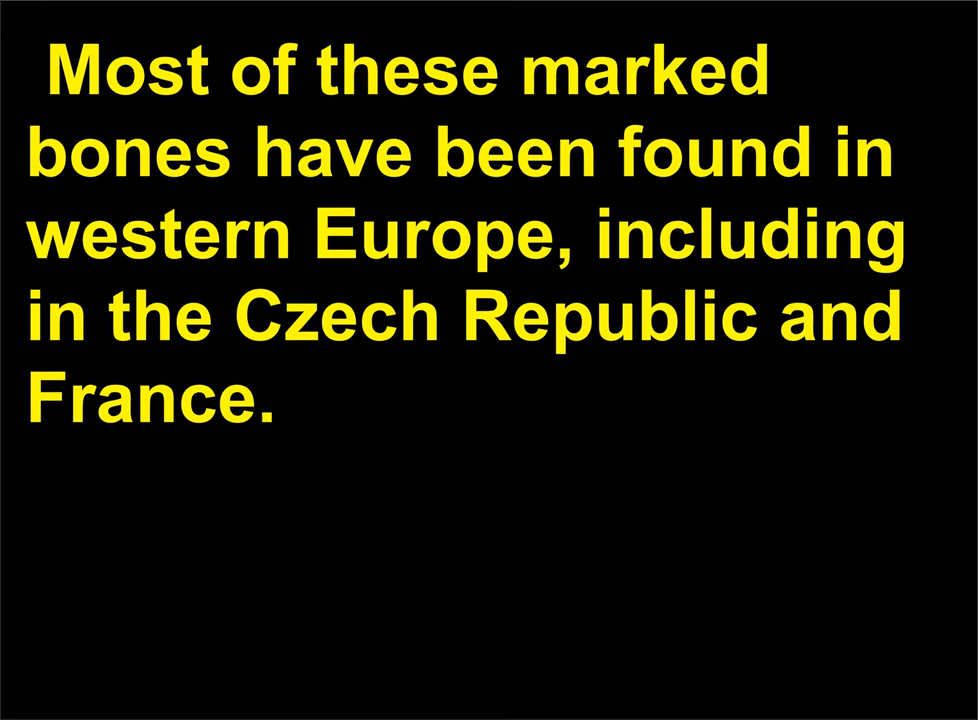 Most of these marked
bones have been found in
western Europe, including
in the Czech Republic and
France.